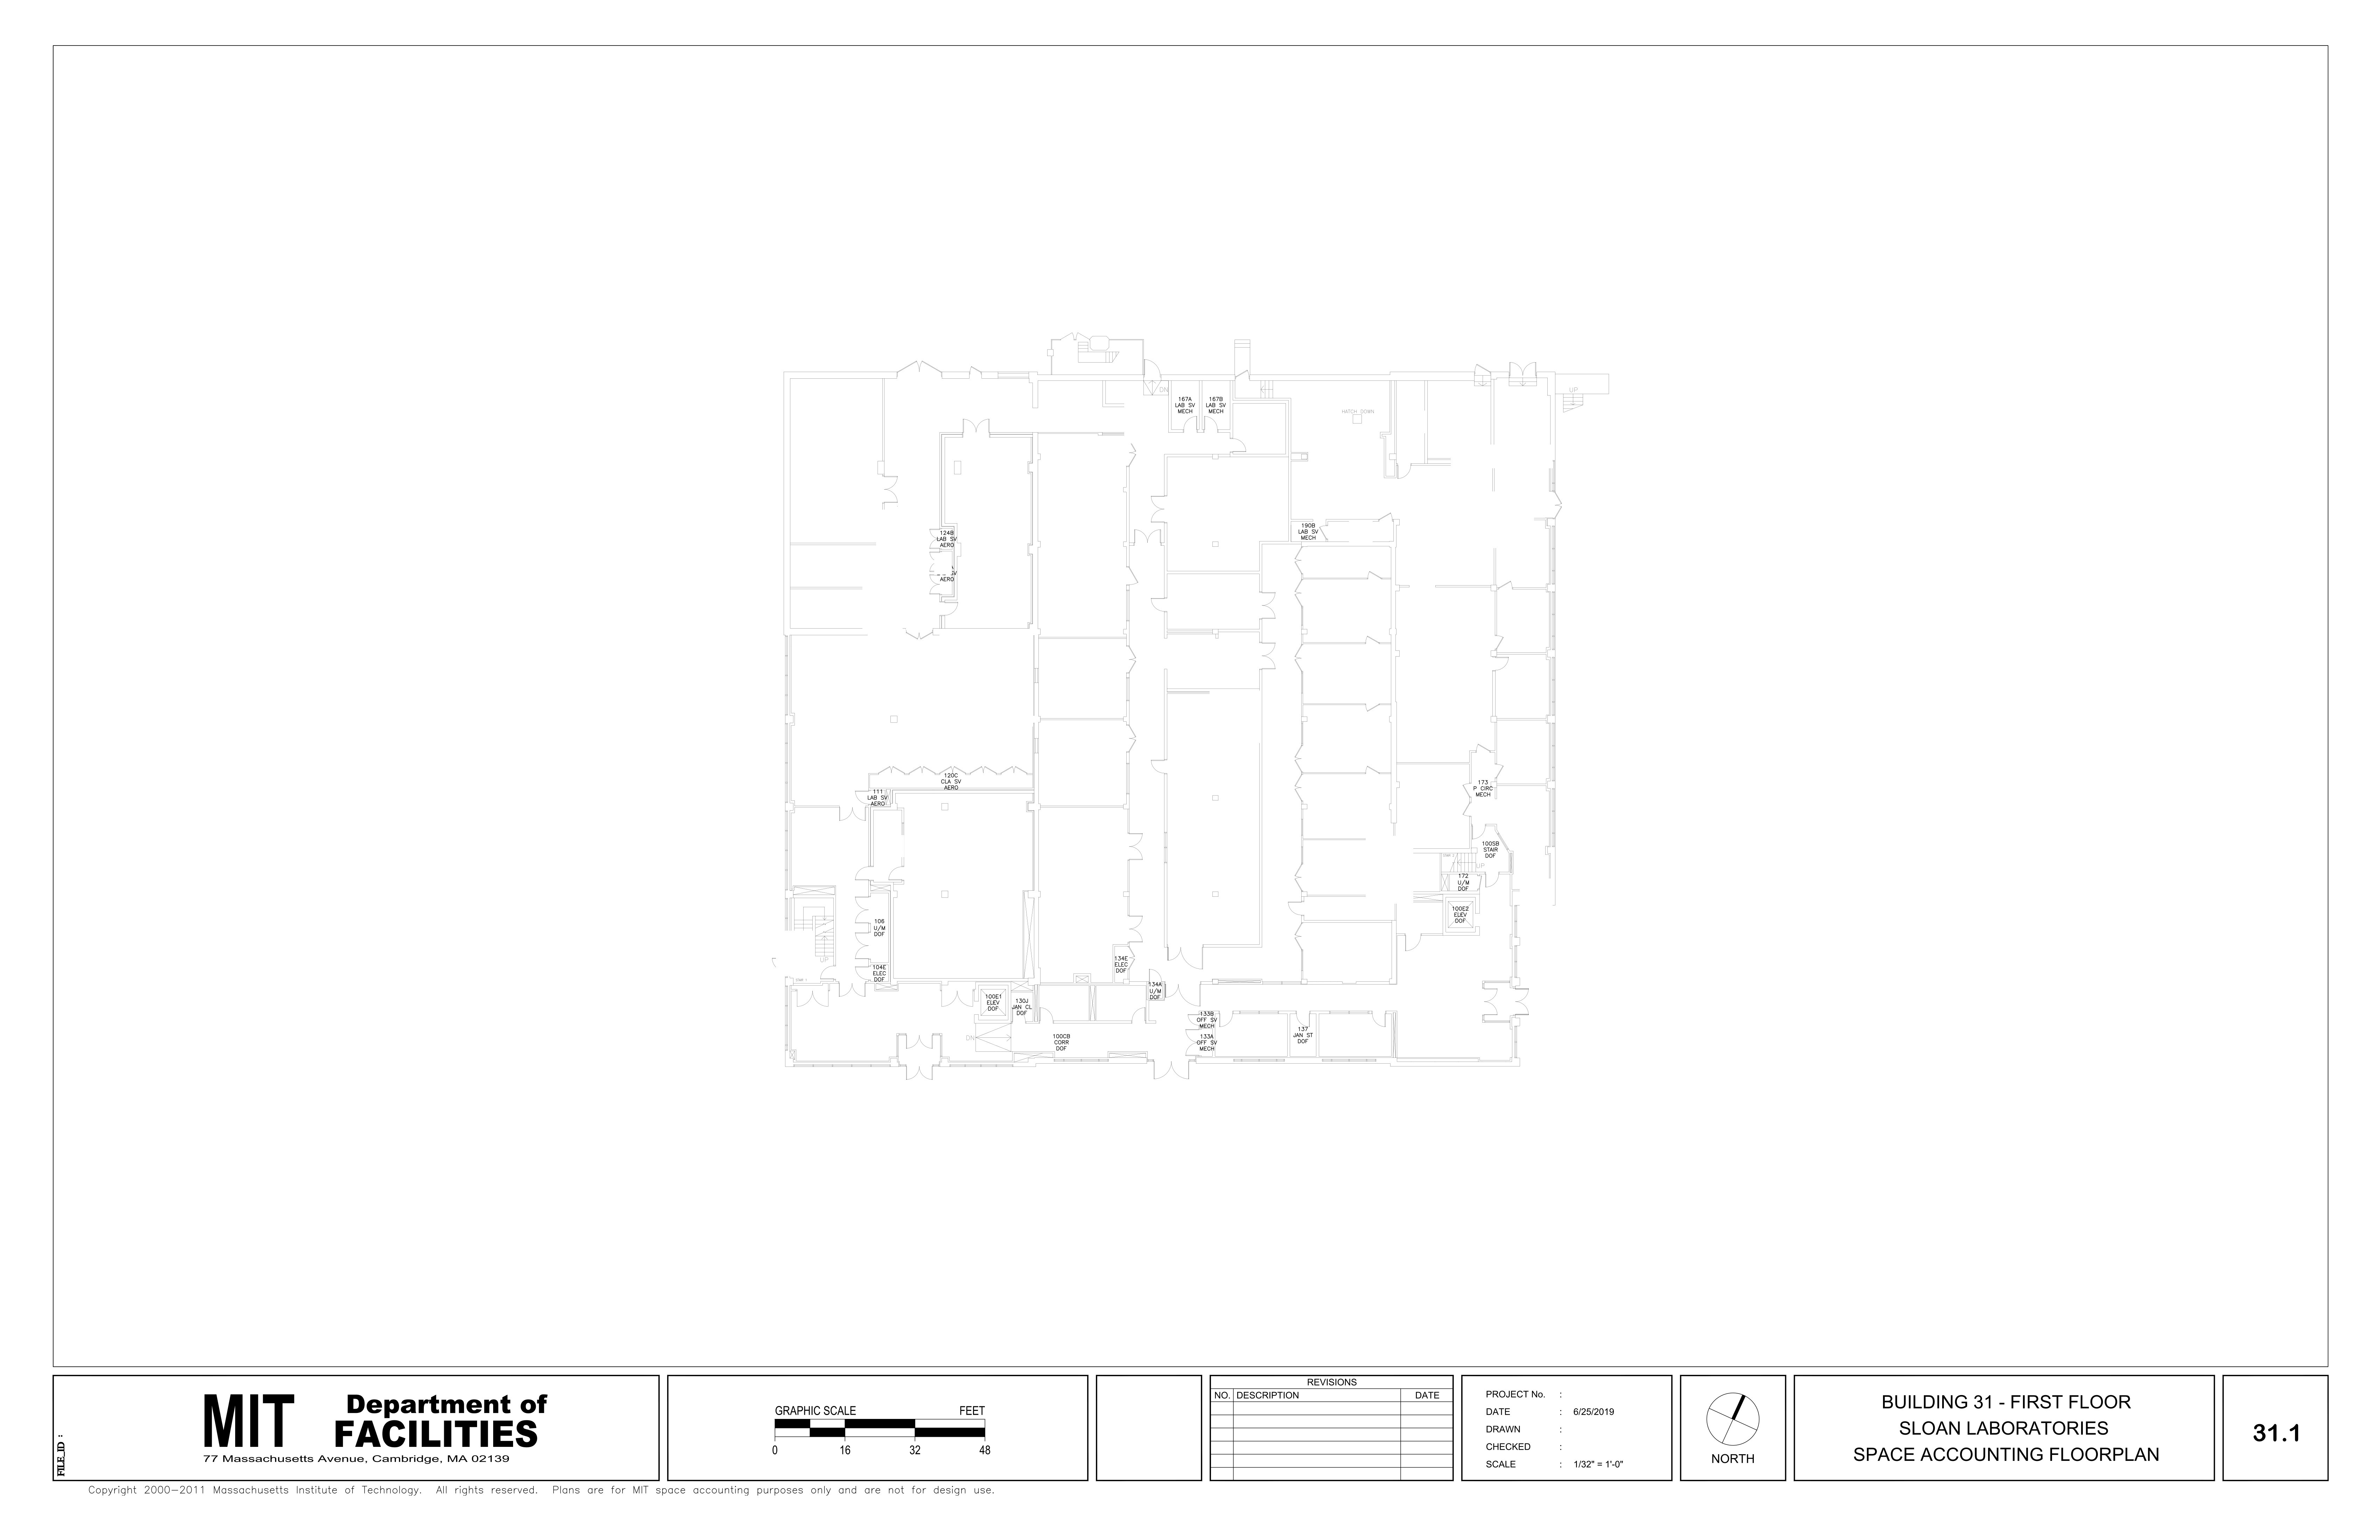 DN
167A
LAB SV
MECH
167B
LAB SV
MECH
HATCH DOWN
UP
124B
LAB SV
AERO
SV
AERO
190B
LAB SV
MECH
120C
CLA SV
AERO
111
LAB SV
AERO
173
P CIRC
MECH
100SB
STAIR
DOF
UP
172
U/M
DOF
100E2
ELEV
DOF
106
U/M
DOF
UP
104E
ELEC
DOF
134E
ELEC
DOF
134A
U/M
DOF
100E1
ELEV
DOF
130J
JAN CL
DOF
DN
100CB
CORR
DOF
133B
OFF SV
MECH
133A
OFF SV
MECH
137
JAN ST
DOF
FILE_ID :
MIT Department of
FACILITIES
77 Massachusetts Avenue, Cambridge, MA 02139
GRAPHIC SCALE FEET
0 16 32 48
REVISIONS
NO. DESCRIPTION DATE
PROJECT No. :
DATE : 6/25/2019
DRAWN :
CHECKED :
SCALE : 1/32" = 1'-0"
NORTH
BUILDING 31 - FIRST FLOOR
SLOAN LABORATORIES
SPACE ACCOUNTING FLOORPLAN
31.1
Copyright 2000-2011 Massachusetts Institute of Technology. All rights reserved. Plans are for MIT space accounting purposes only and are not for design use.